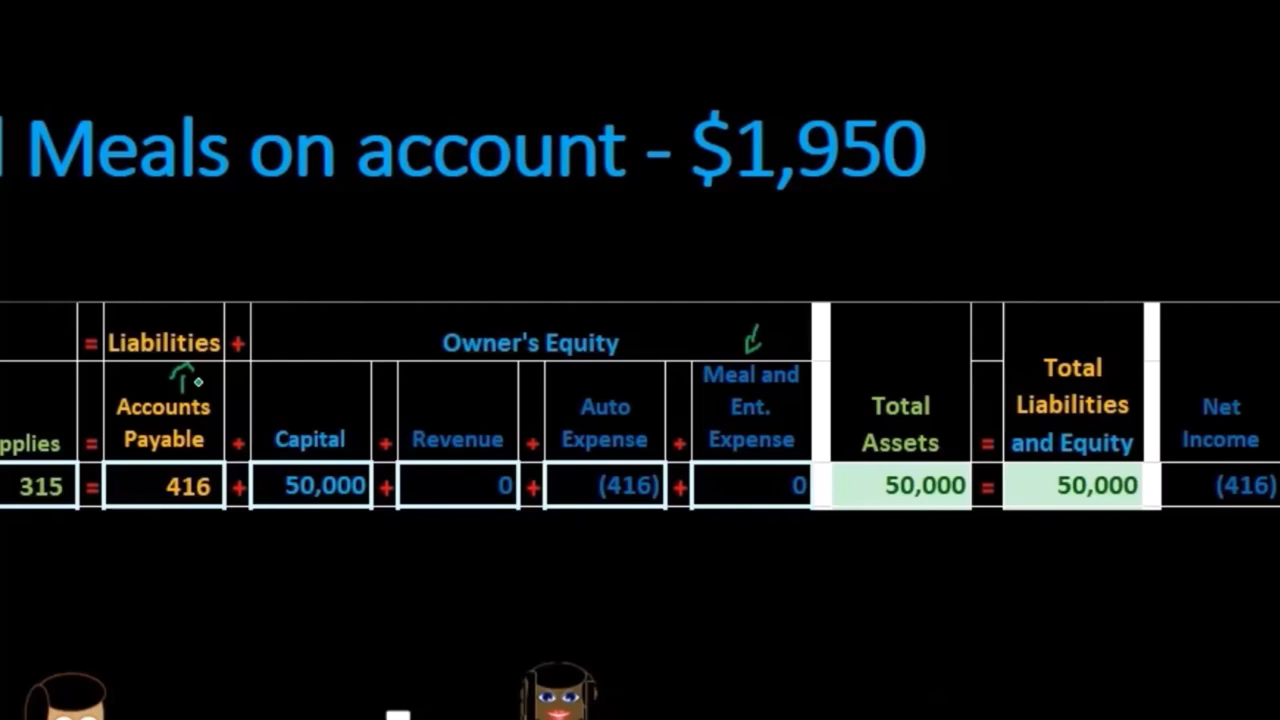 Meals on account - $1,950
= Liabilities + Owner's Equity
pplies = Accounts Payable + Capital + Revenue + Auto Expense + Meal and Ent. Expense Total Assets = Total Liabilities and Equity Net Income
315 = 416 + 50,000 + 0 + (416) + 0 50,000 = 50,000 (416)